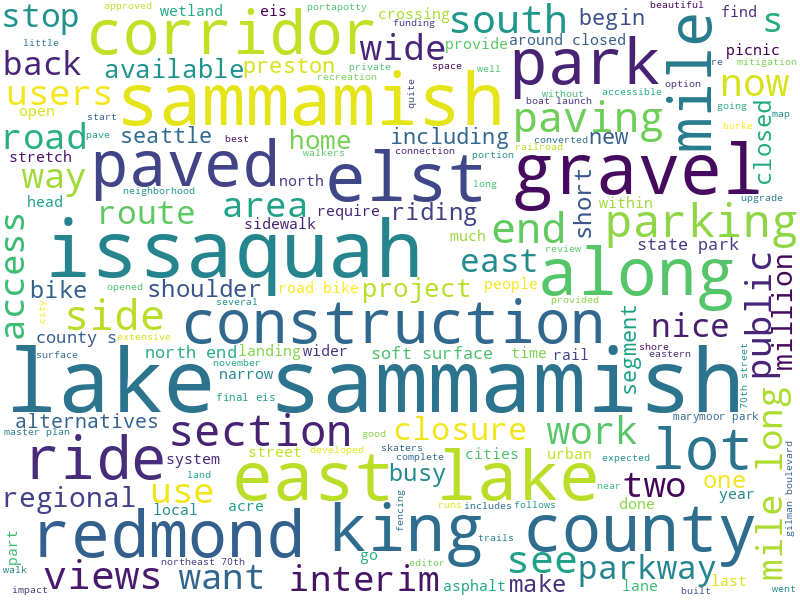 portapotty
approved
wetland
eis
crossing
beautiful
stop
corridor
south
begin
find
s
little
funding
wide
provide
around closed
picnic
back
available
preston
private
space
well
park
mile
option
re
mitigation
recreation
without
accessible
now
users
sammamish
quite
boat launch
going
map
open
start
paving
closed
road
seattle
best
home
including
new
converted
burke
pave
walkers
connection
portion
railroad
stretch
paved
north
elst
gravel
way
neighborhood
long
upgrade
head
area
require
riding
short
within
route
sidewalk
end
parking
much
review
state park
access
issaquah
east
along
bike
opened
shoulder
road bike
project
people
provided
public
million
several
side
city
construction
segment
nice
county s
extensive
shore
surface
north end
landing
wider
soft surface
time
rail
eastern
november
70th street
narrow
final eis
lake sammamish
alternatives
marymoor park
mile long
master plan
section
good
closure
work
ride
street
developed
skaters
cities
urban
expected
lot
system
complete
land
east lake
busy
near
two
one
gilman boulevard
regional
use
acre
fencing
runs
includes
follows
done
year
local
redmond
king county
trails
part
go
see
northeast 70th
editor
parkway
walk
views
want
interim
asphalt
make
lane
last
impact
built
went